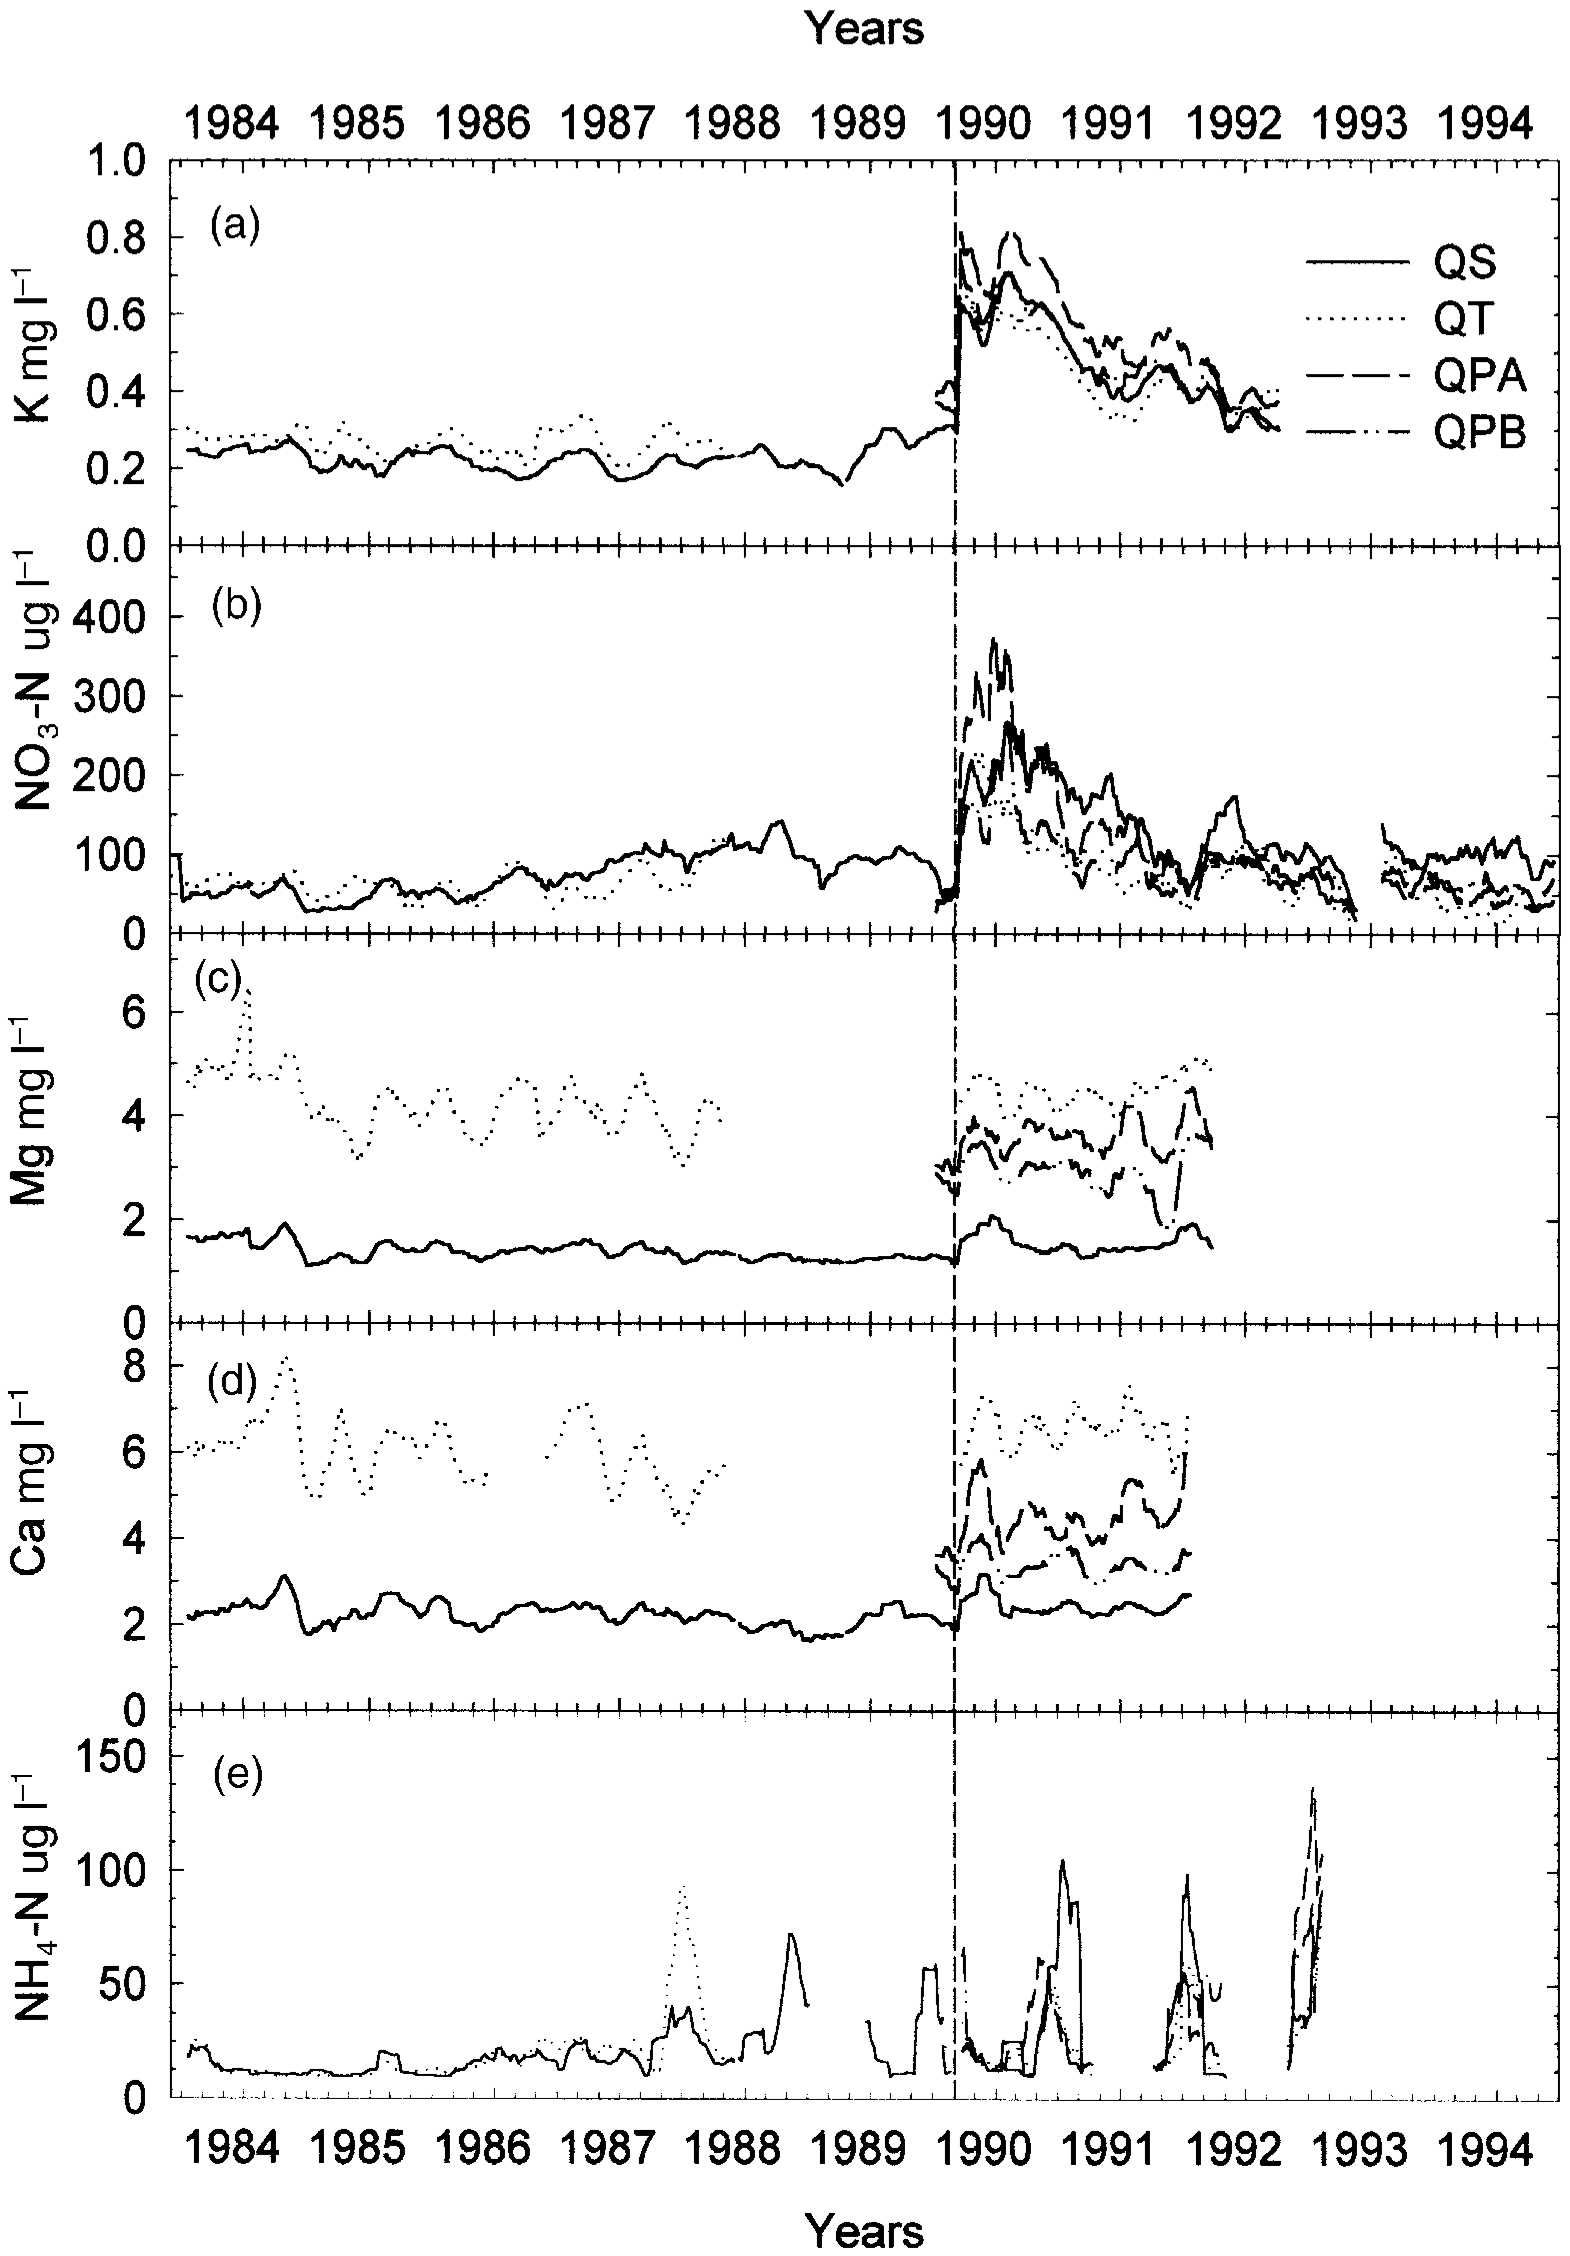 Years
1984 1985 1986 1987 1988 1989 1990 1991 1992 1993 1994
K mg l⁻¹
1.0
0.8
0.6
0.4
0.2
0.0
(a)
QS
QT
QPA
QPB
NO₃-N ug l⁻¹
400
300
200
100
0
(b)
Mg mg l⁻¹
6
4
2
0
(c)
Ca mg l⁻¹
8
6
4
2
0
(d)
NH₄-N ug l⁻¹
150
100
50
0
(e)
1984 1985 1986 1987 1988 1989 1990 1991 1992 1993 1994
Years